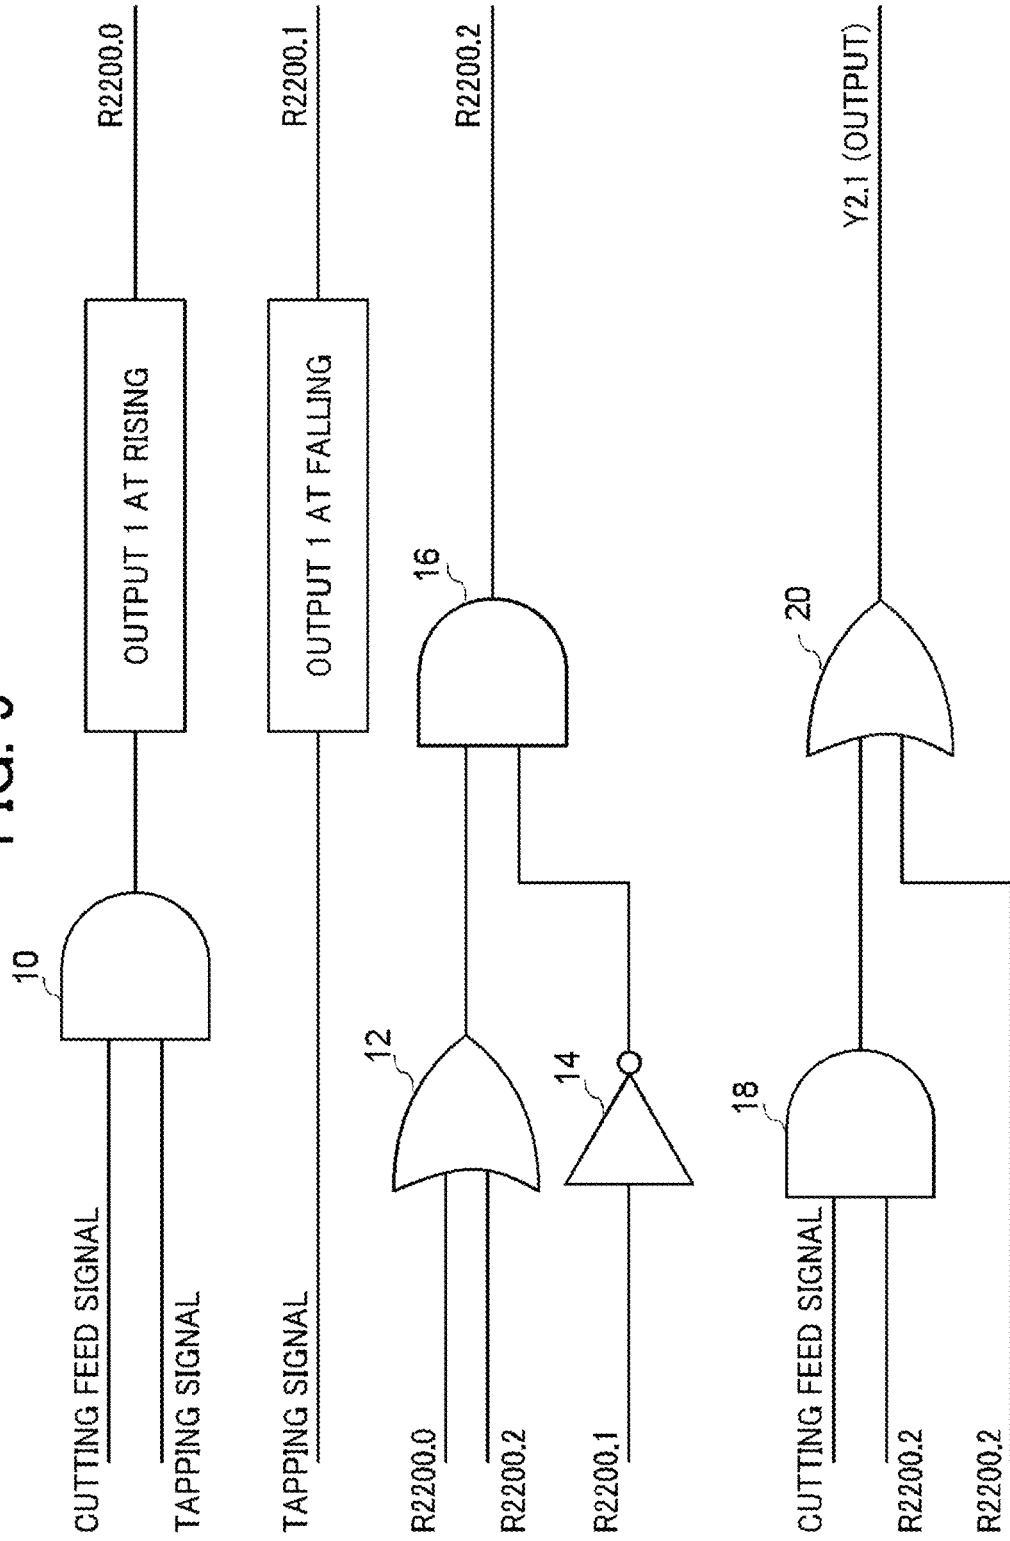 10
CUTTING FEED SIGNAL
TAPPING SIGNAL
OUTPUT 1 AT RISING
R2200.0
TAPPING SIGNAL
OUTPUT 1 AT FALLING
R2200.1
R2200.0
R2200.2
12
16
R2200.2
R2200.1
14
CUTTING FEED SIGNAL
R2200.2
18
20
Y2.1 (OUTPUT)
R2200.2